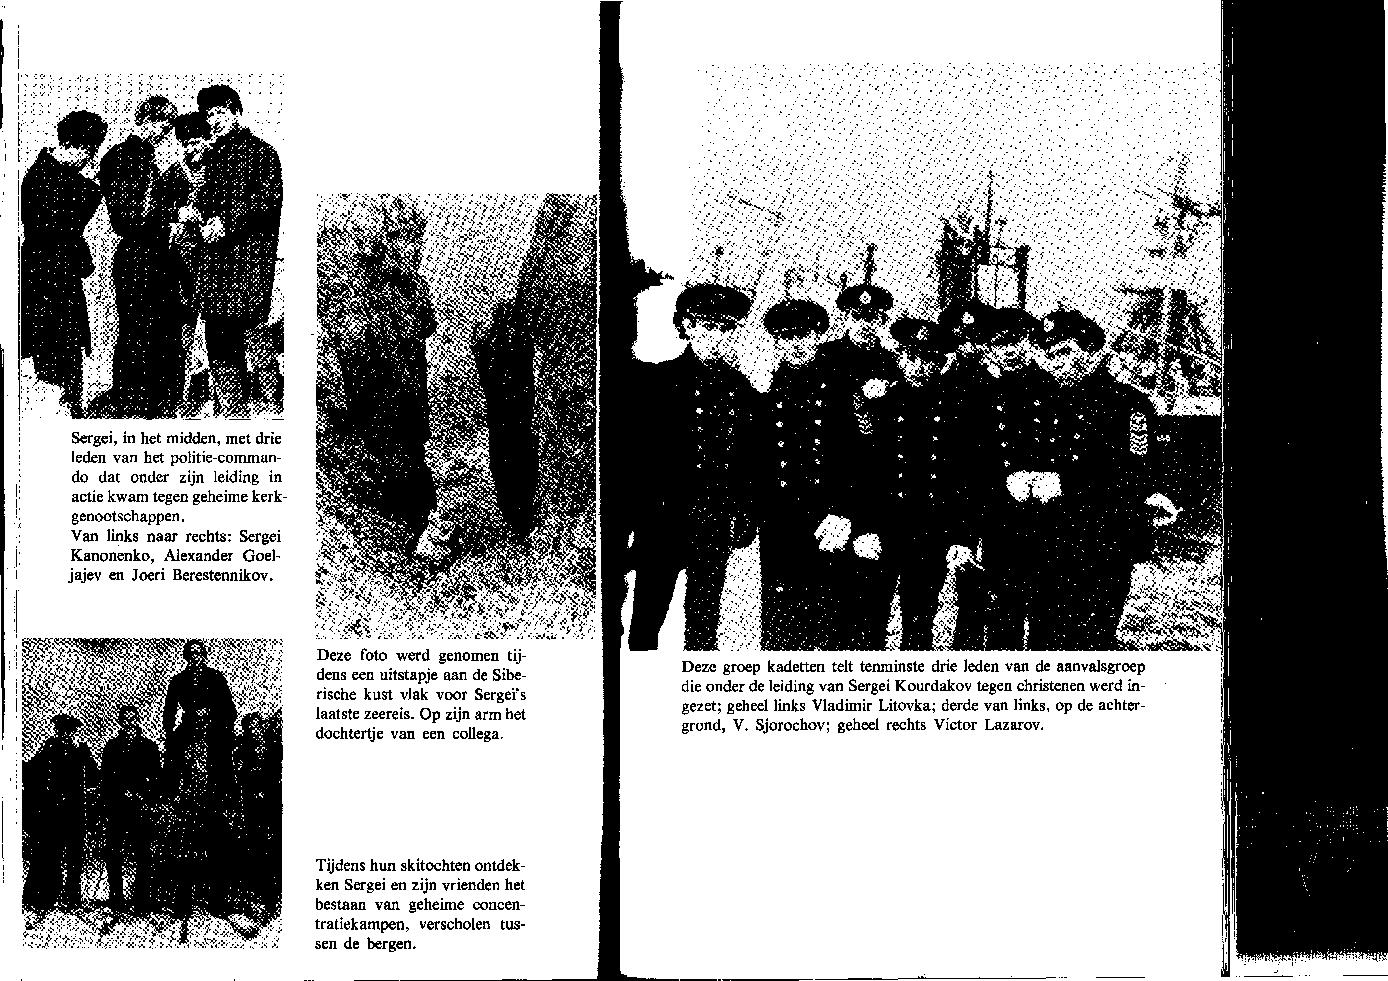 Sergei, in het midden, met drie
leden van het politie-comman-
do dat onder zijn leiding in
actie kwam tegen geheime kerk-
genootschappen.
Van links naar rechts: Sergei
Kanonenko, Alexander Goel-
jajev en Joeri Berestennikov.
Deze foto werd genomen tij-
dens een uitstapje aan de Sibe-
rische kust vlak voor Sergei's
laatste zeereis. Op zijn arm het
dochtertje van een collega.
Tijdens hun skitochten ontdek-
ken Sergei en zijn vrienden het
bestaan van geheime concen-
tratiekampen, verscholen tus-
sen de bergen.
Deze groep kadetten telt tenminste drie leden van de aanvalsgroep
die onder de leiding van Sergei Kourdakov tegen christenen werd in-
gezet; geheel links Vladimir Litovka; derde van links, op de achter-
grond, V. Sjorochov; geheel rechts Victor Lazarov.